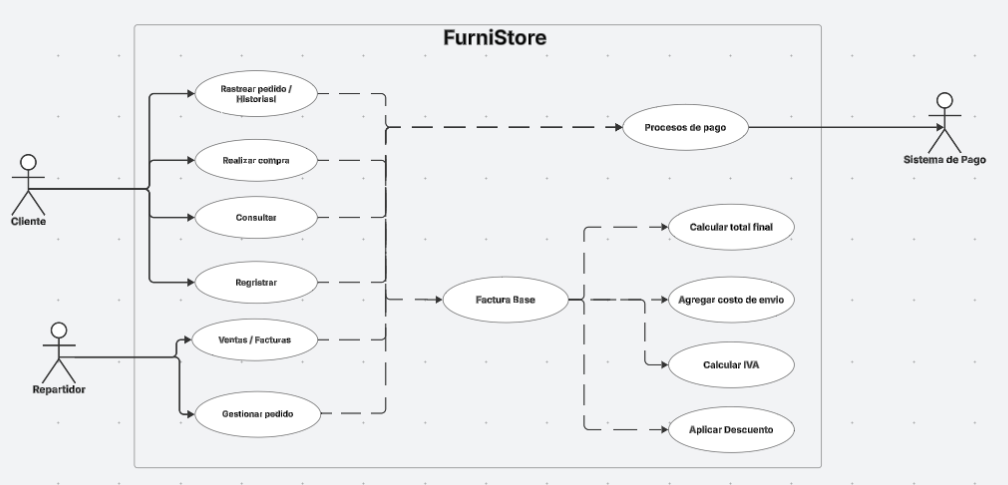 FurniStore
Rastrear pedido /
Historiasl
Realizar compra
Consultar
Regristrar
Ventas / Facturas
Gestionar pedido
Cliente
Repartidor
Procesos de pago
Sistema de Pago
Factura Base
Calcular total final
Agregar costo de envio
Calcular IVA
Aplicar Descuento